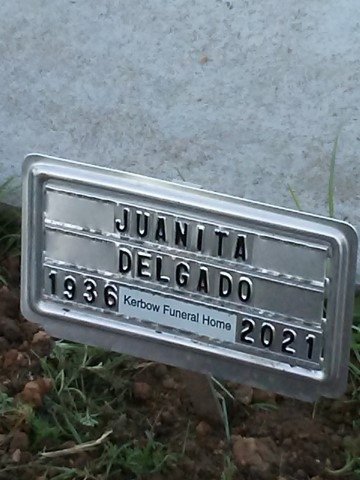 JUANITA
DELGADO
1936 Kerbow Funeral Home 2021